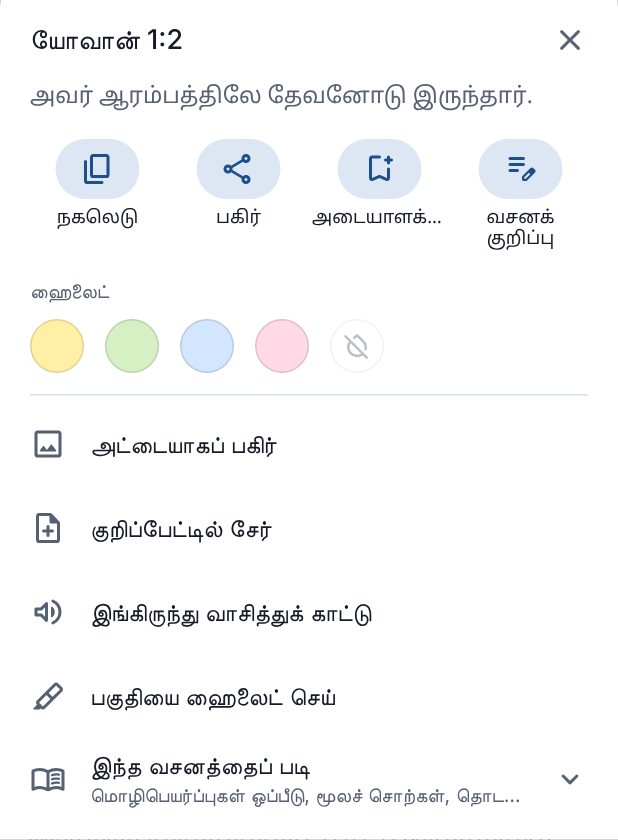 யோவான் 1:2
அவர் ஆரம்பத்திலே தேவனோடு இருந்தார்.
நகலெடு
பகிர்
அடையாளக்...
வசனக்
குறிப்பு
ஹைலைட்
அட்டையாகப் பகிர்
குறிப்பேட்டில் சேர்
இங்கிருந்து வாசித்துக் காட்டு
பகுதியை ஹைலைட் செய்
இந்த வசனத்தைப் படி
மொழிபெயர்ப்புகள் ஒப்பீடு, மூலச் சொற்கள், தொட...